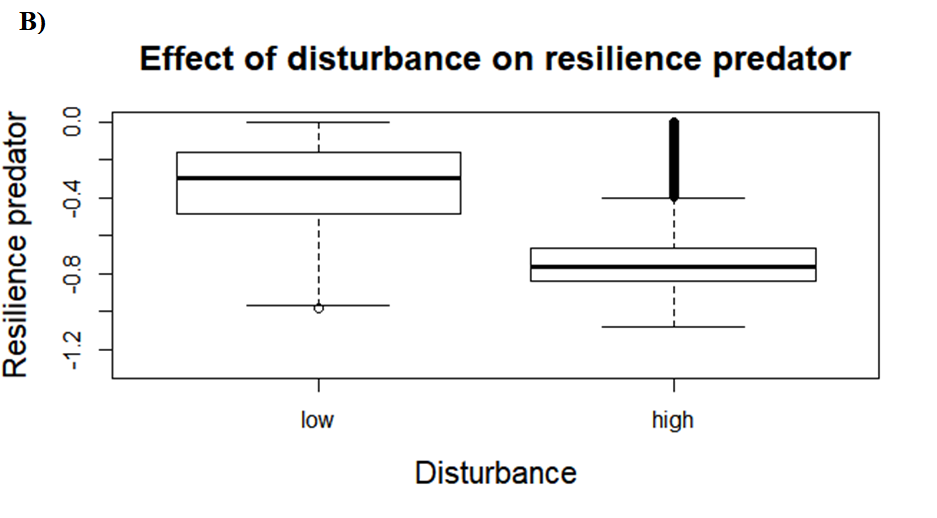 B)
Effect of disturbance on resilience predator
Resilience predator
0.0
-0.4
-0.8
-1.2
low
high
Disturbance